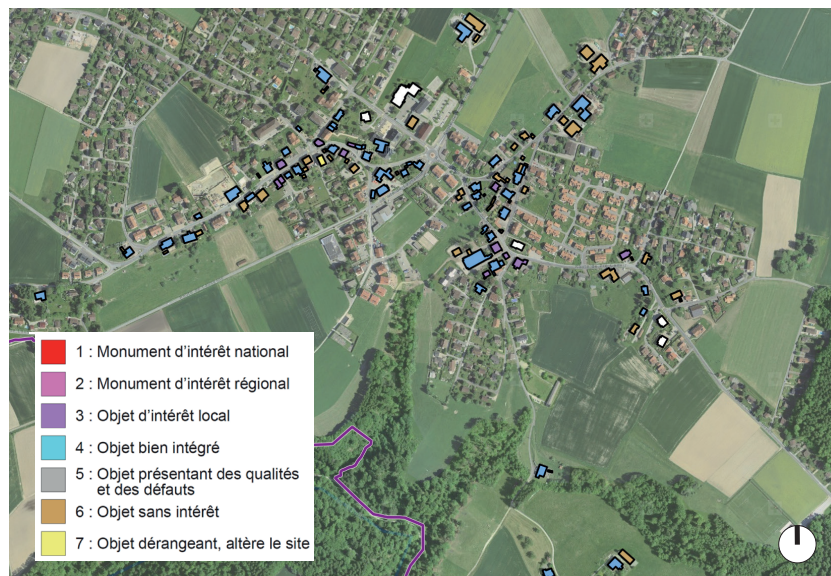 1 : Monument d'intérêt national
2 : Monument d'intérêt régional
3 : Objet d'intérêt local
4 : Objet bien intégré
5 : Objet présentant des qualités
et des défauts
6 : Objet sans intérêt
7 : Objet dérangeant, altère le site